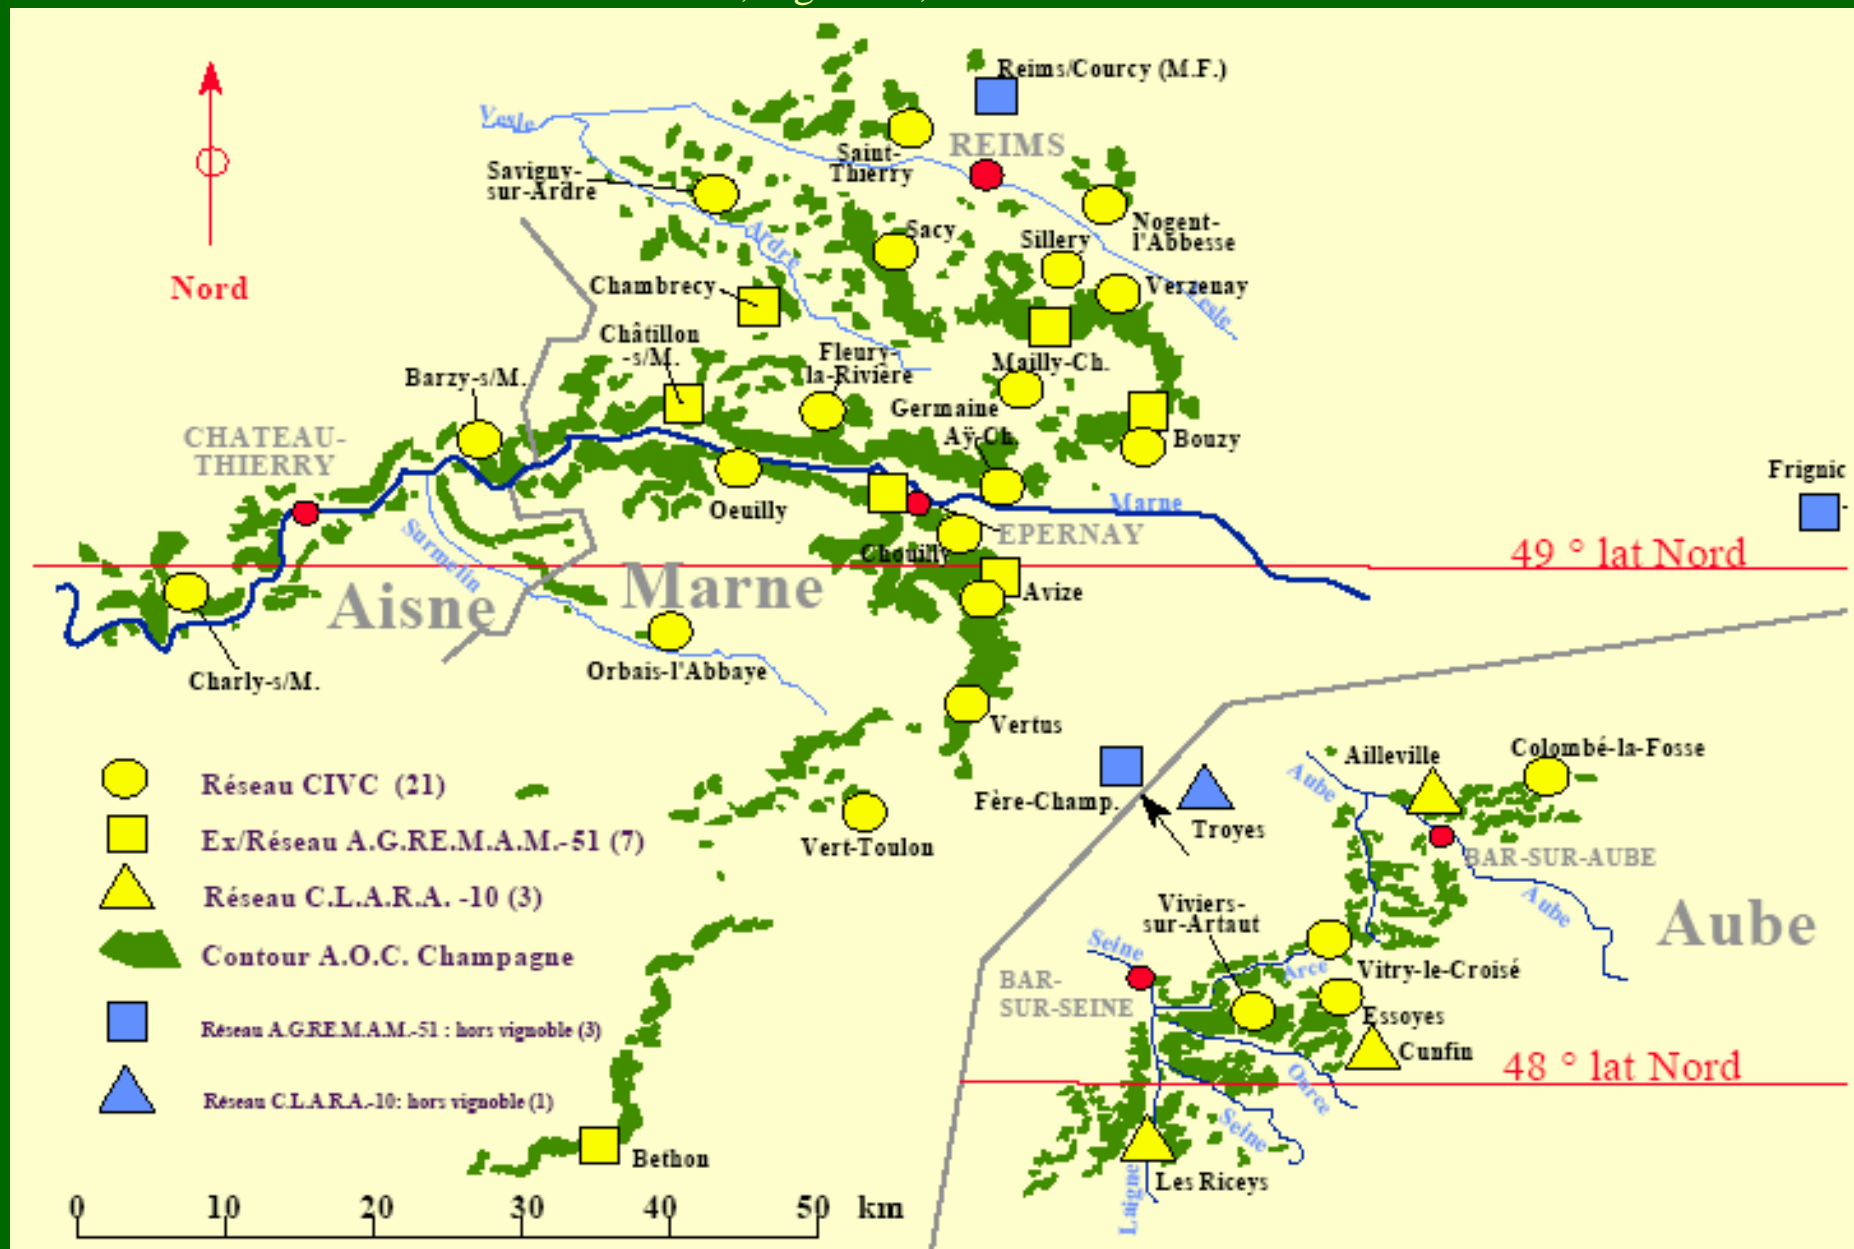 Reims/Courcy (M.F.)
Vesle
REIMS
Saint-
Thierry
Savigny-
sur-Ardre
Nogent-
l'Abbesse
Ardre
Sacy
Sillery
Nord
Chambrecy
Verzenay
Vesle
Châtillon
-s/M.
Fleury-
la-Rivière
Mailly-Ch.
Barzy-s/M.
Germaine
CHATEAU-
THIERRY
Aÿ-Ch.
Bouzy
Frignic
Oeuilly
Marne
EPERNAY
Surmelin
Chouilly
49 ° lat Nord
Aisne
Marne
Avize
Orbais-l'Abbaye
Charly-s/M.
Vertus
Ailleville
Colombé-la-Fosse
Aube
Fère-Champ.
Troyes
Réseau CIVC (21)
Ex/Réseau A.G.RE.M.A.M.-51 (7)
Vert-Toulon
BAR-SUR-AUBE
Réseau C.L.A.R.A. -10 (3)
Viviers-
sur-Artaut
Aube
Aube
Seine
Contour A.O.C. Champagne
Arce
Vitry-le-Croisé
BAR-
SUR-SEINE
Essoyes
Réseau A.G.RE.M.A.M.-51 : hors vignoble (3)
Cunfin
48 ° lat Nord
Ource
Réseau C.L.A.R.A.-10: hors vignoble (1)
Seine
Bethon
Les Riceys
Laigne
0 10 20 30 40 50 km